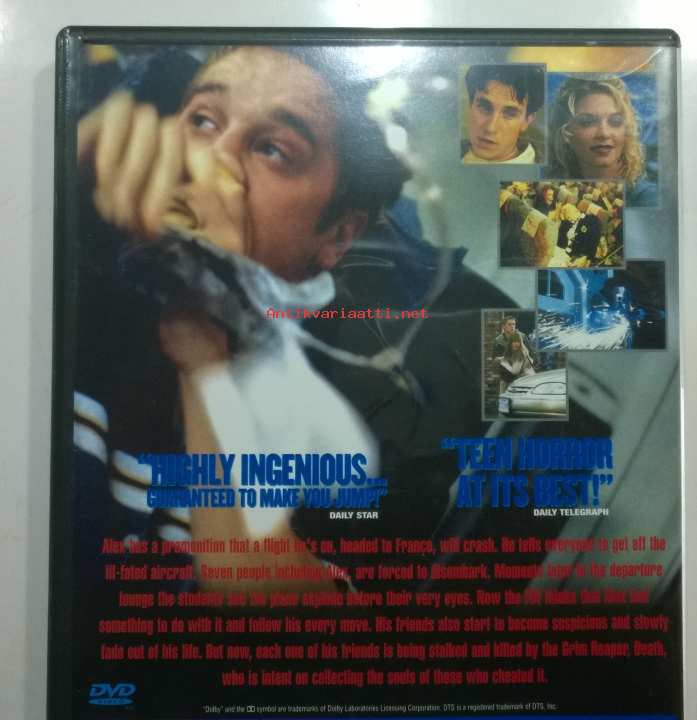 Antikvariaatti.net
"HIGHLY INGENIOUS...
GUARANTEED TO MAKE YOU JUMP!"
DAILY STAR
"TEEN HORROR
AT ITS BEST!"
DAILY TELEGRAPH
Alex has a premonition that a flight he's on, headed to France, will crash. He tells everyone to get off the
ill-fated aircraft. Seven people including Alex, are forced to disembark. Moments later in the departure
lounge the students see the plane explode before their very eyes. Now the FBI thinks that Alex had
something to do with it and follow his every move. His friends also start to become suspicious and slowly
fade out of his life. But now, each one of his friends is being stalked and killed by the Grim Reaper, Death,
who is intent on collecting the souls of those who cheated it.
DVD
VIDEO
"Dolby" and the DD symbol are trademarks of Dolby Laboratories Licensing Corporation. DTS is a registered trademark of DTS, Inc.